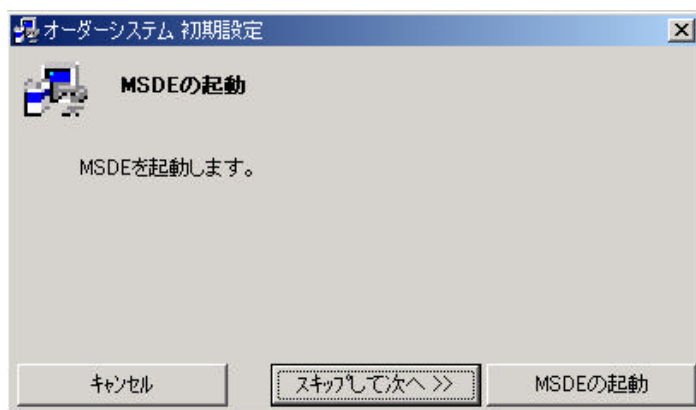 オーダーシステム 初期設定
MSDEの起動
MSDEを起動します。
キャンセル
スキップして次へ >>
MSDEの起動